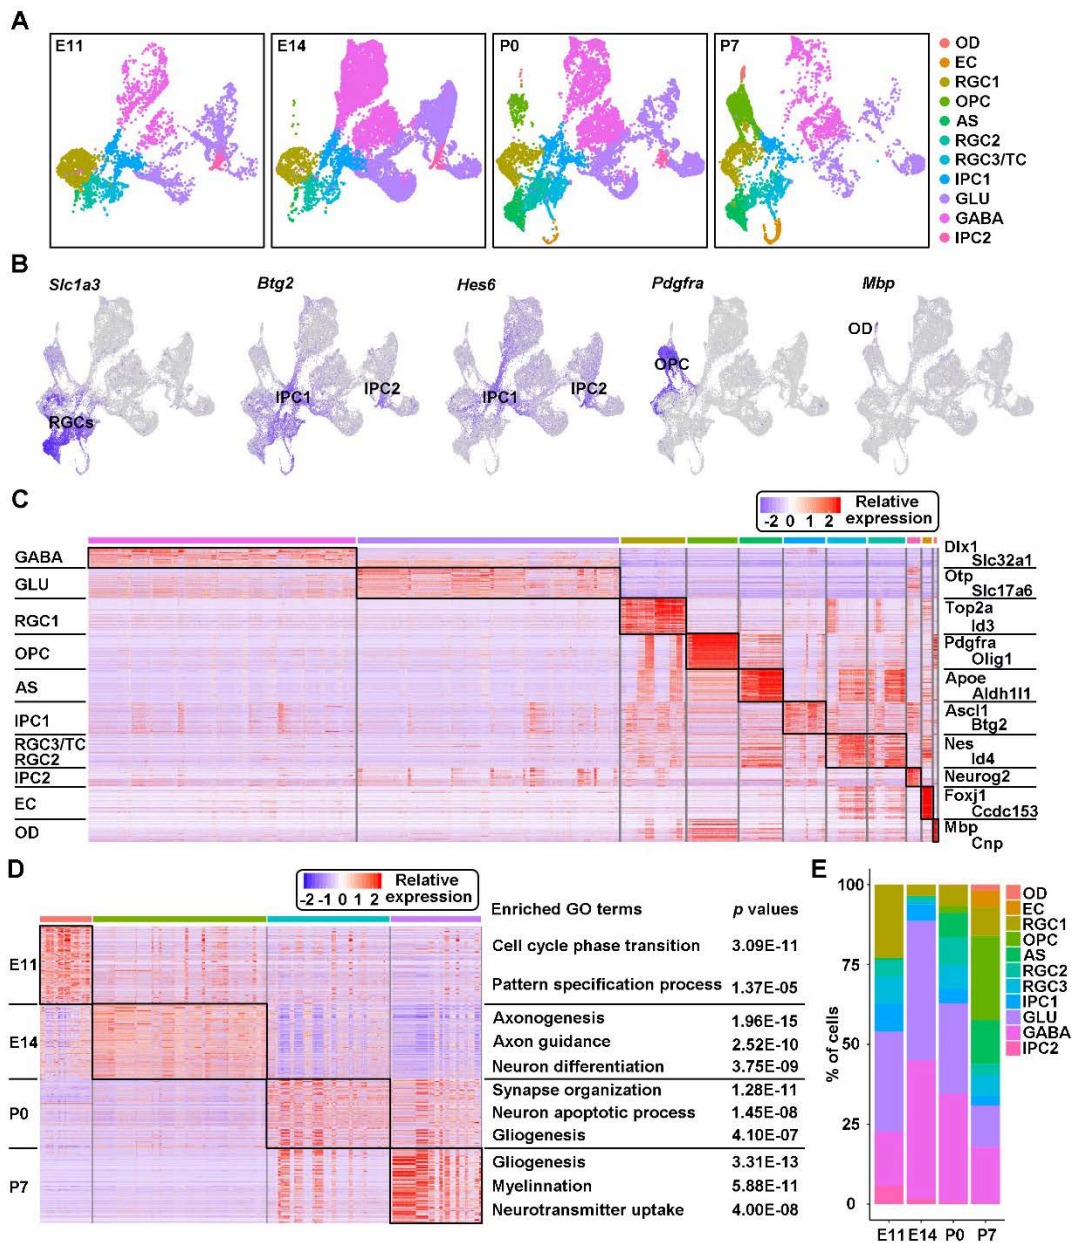 A
E11
E14
P0
P7
OD
EC
RGC1
OPC
AS
RGC2
RGC3/TC
IPC1
GLU
GABA
IPC2
B
Slc1a3
Btg2
Hes6
Pdgfra
Mbp
RGCs
IPC1
IPC2
IPC1
IPC2
OPC
OD
C
Relative
expression
-2 0 1 2
GABA
GLU
RGC1
OPC
AS
IPC1
RGC3/TC
RGC2
IPC2
EC
OD
Dlx1
Slc32a1
Otp
Slc17a6
Top2a
Id3
Pdgfra
Olig1
Apoe
Aldh1l1
Ascl1
Btg2
Nes
Id4
Neurog2
Foxj1
Ccdc153
Mbp
Cnp
D
Relative
expression
-2 -1 0 1 2
E11
E14
P0
P7
Enriched GO terms p values
Cell cycle phase transition 3.09E-11
Pattern specification process 1.37E-05
Axonogenesis 1.96E-15
Axon guidance 2.52E-10
Neuron differentiation 3.75E-09
Synapse organization 1.28E-11
Neuron apoptotic process 1.45E-08
Gliogenesis 4.10E-07
Gliogenesis 3.31E-13
Myelinnation 5.88E-11
Neurotransmitter uptake 4.00E-08
E
% of cells
100
75
50
25
0
E11 E14 P0 P7
OD
EC
RGC1
OPC
AS
RGC2
RGC3
IPC1
GLU
GABA
IPC2